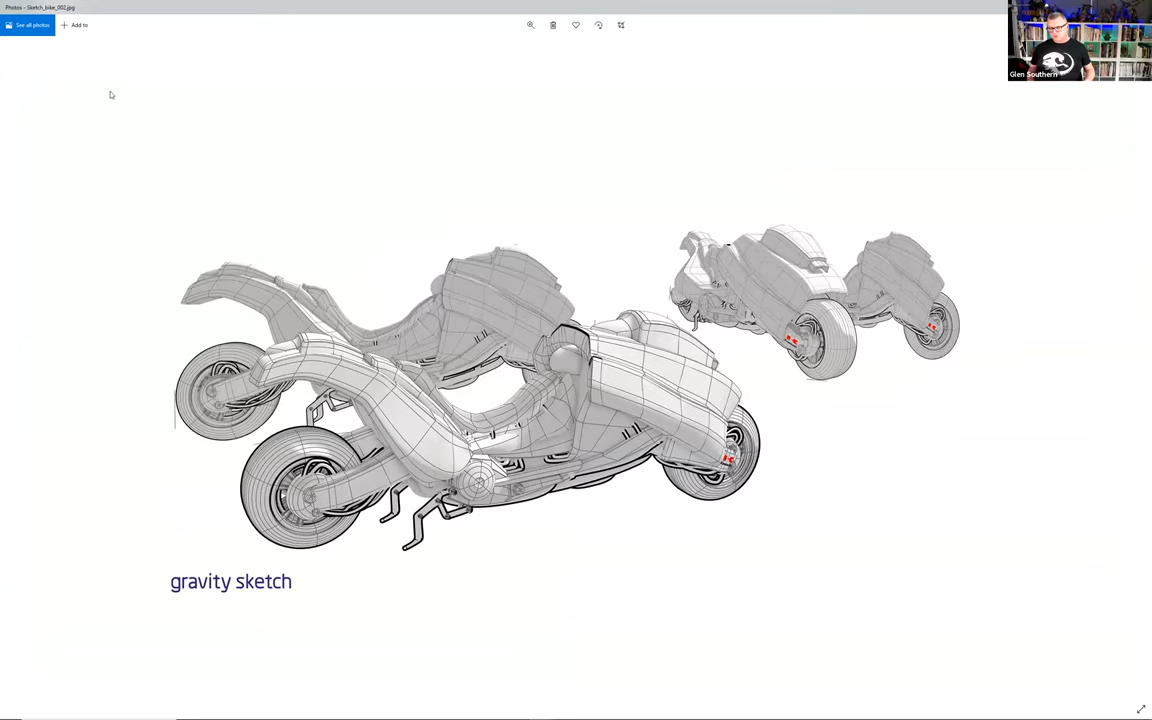 Photos - Sketch_bike_002.jpg
See all photos
Add to
Glen Southern
gravity sketch